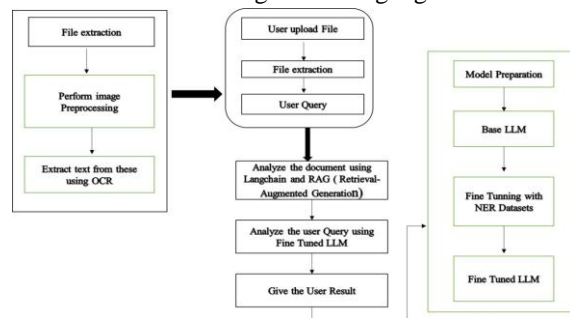 File extraction
Perform image
Preprocessing
Extract text from these
using OCR
User upload File
File extraction
User Query
Analyze the document using
Langchain and RAG ( Retrieval-
Augmented Generation)
Analyze the user Query using
Fine Tuned LLM
Give the User Result
Model Preparation
Base LLM
Fine Tunning with
NER Datasets
Fine Tuned LLM